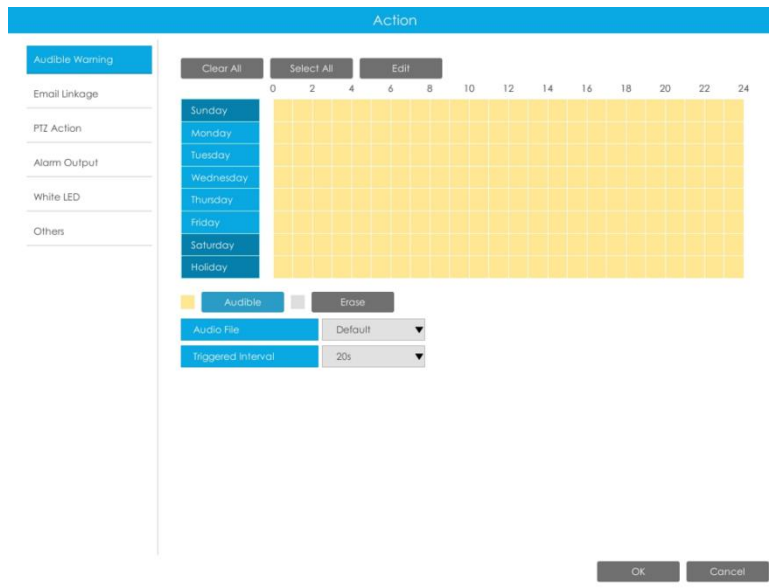 Action
Audible Warning
Email Linkage
PTZ Action
Alarm Output
White LED
Others
Clear All Select All Edit
0 2 4 6 8 10 12 14 16 18 20 22 24
Sunday
Monday
Tuesday
Wednesday
Thursday
Friday
Saturday
Holiday
Audible Erase
Audio File Default
Triggered Interval 20s
OK Cancel